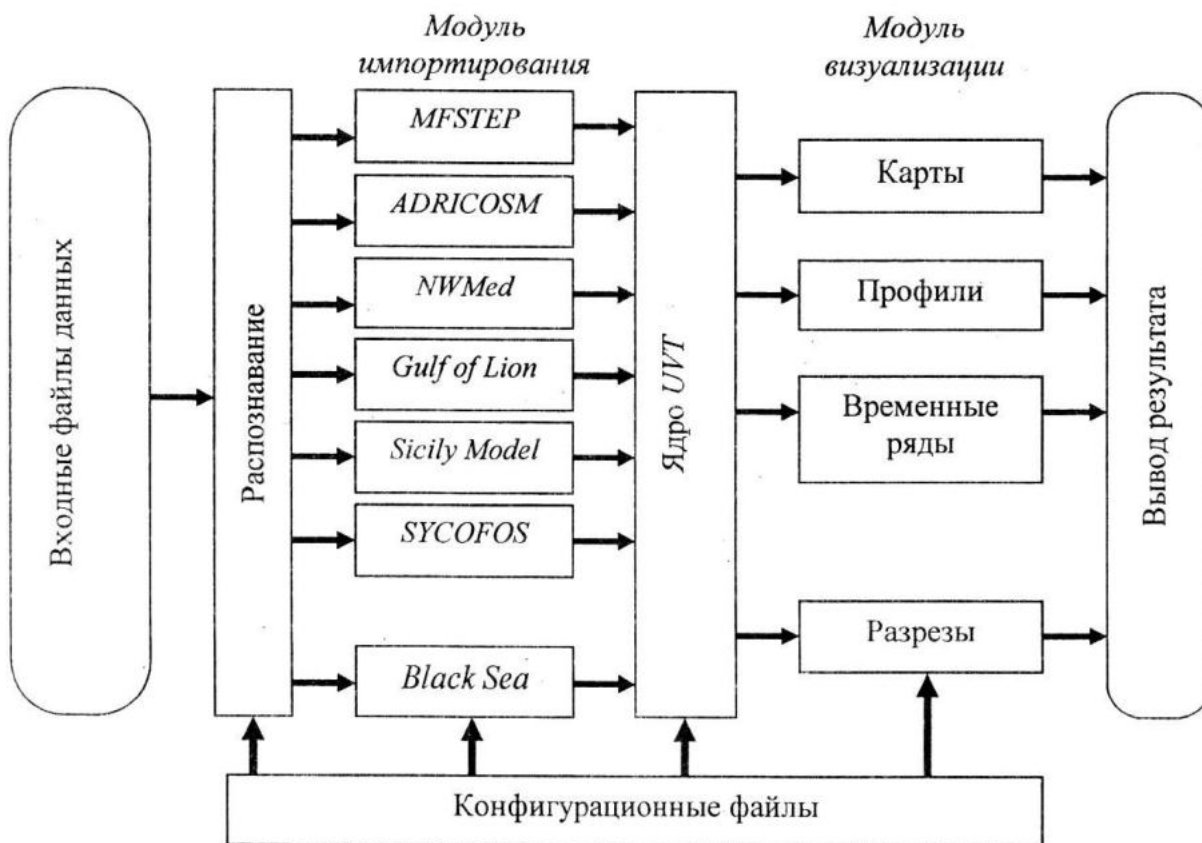 Модуль
импортирования
Модуль
визуализации
Входные файлы данных
Распознавание
MFSTEP
ADRICOSM
NWMed
Gulf of Lion
Sicily Model
SYCOFOS
Black Sea
Ядро UVT
Карты
Профили
Временные
ряды
Разрезы
Вывод результата
Конфигурационные файлы